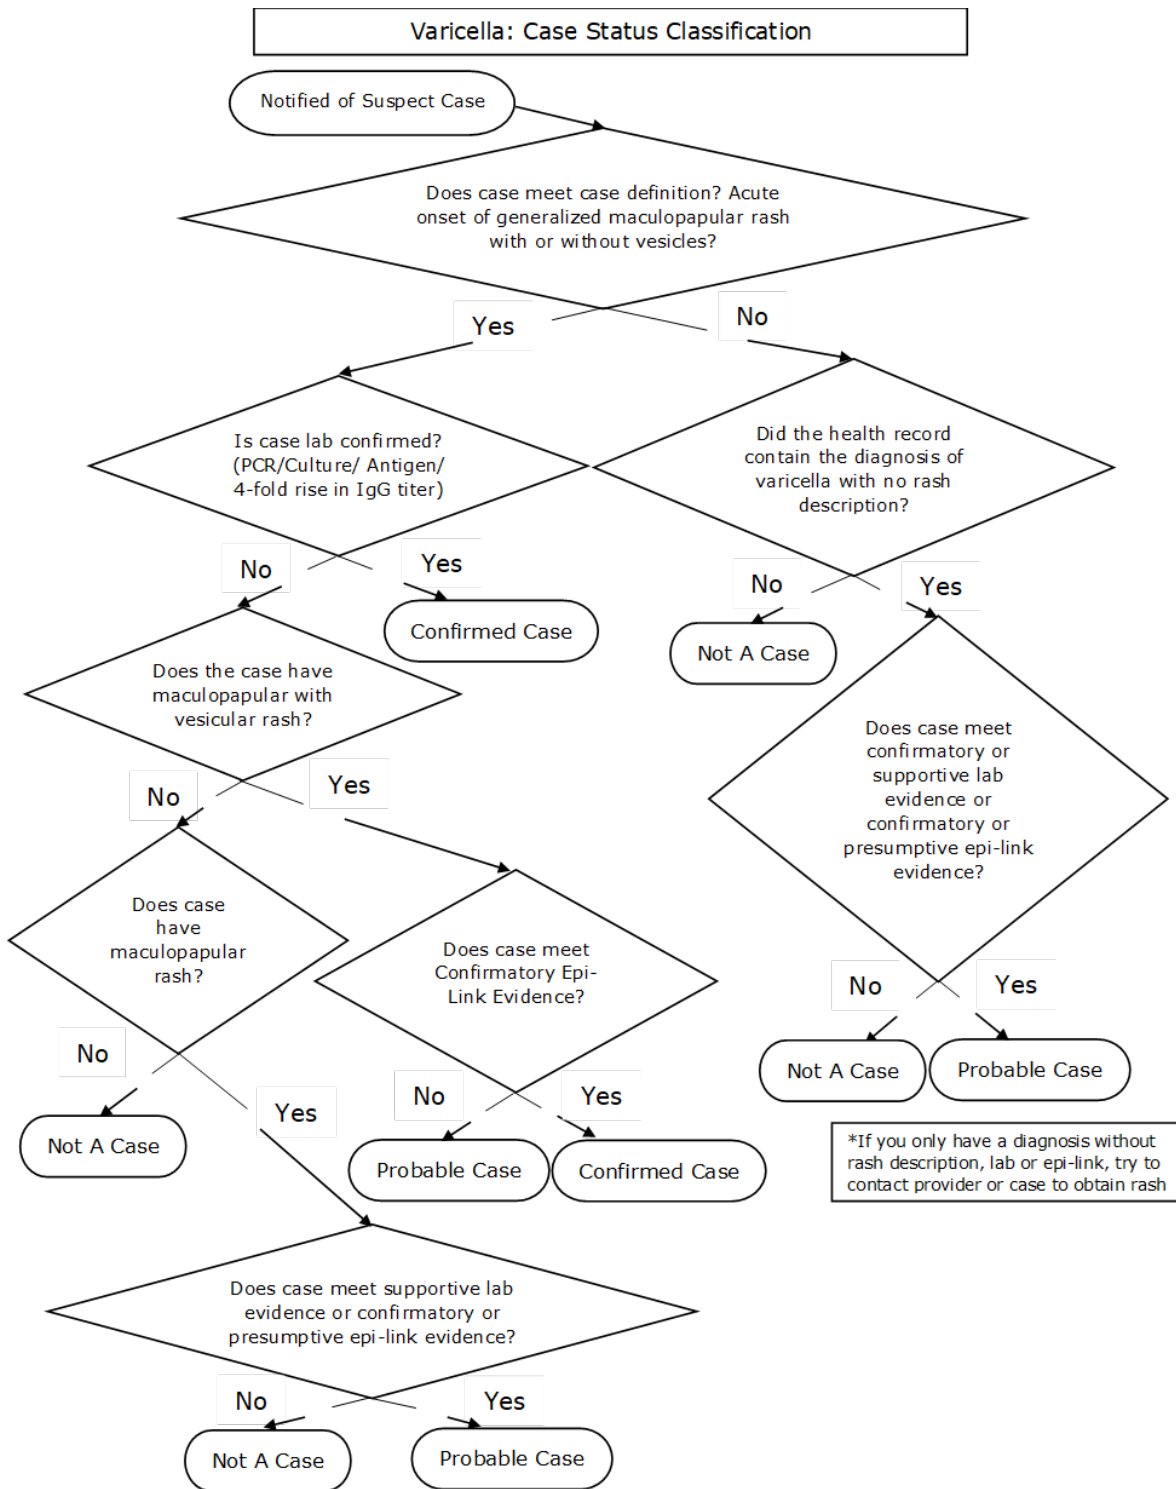 Varicella: Case Status Classification
Notified of Suspect Case
Does case meet case definition? Acute
onset of generalized maculopapular rash
with or without vesicles?
Yes
No
Is case lab confirmed?
(PCR/Culture/ Antigen/
4-fold rise in IgG titer)
Did the health record
contain the diagnosis of
varicella with no rash
description?
No
Yes
No
Yes
Confirmed Case
Not A Case
Does the case have
maculopapular with
vesicular rash?
Does case meet
confirmatory or
supportive lab
evidence or
confirmatory or
presumptive epi-link
evidence?
No
Yes
Does case
have
maculopapular
rash?
Does case meet
Confirmatory Epi-
Link Evidence?
No
Yes
Not A Case
Probable Case
No
Yes
No
Yes
Not A Case
Probable Case
Confirmed Case
*If you only have a diagnosis without
rash description, lab or epi-link, try to
contact provider or case to obtain rash
Does case meet supportive lab
evidence or confirmatory or
presumptive epi-link evidence?
No
Yes
Not A Case
Probable Case